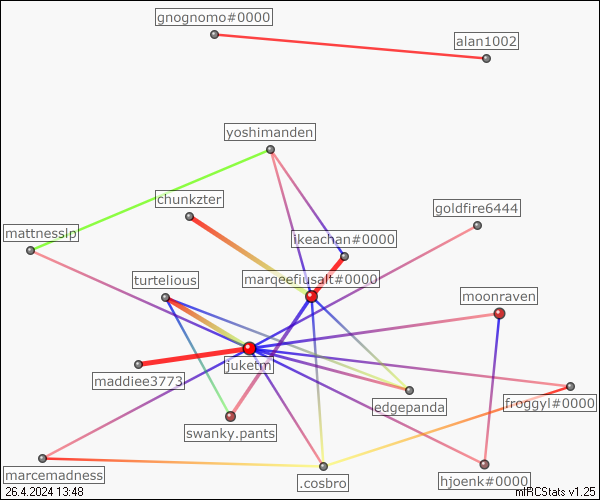 gnognomo#0000
alan1002
yoshimanden
chunkzter
goldfire6444
mattnesslp
ikeachan#0000
turtelious
marqeefiusalt#0000
moonraven
juketm
maddiee3773
edgepanda
froggyl#0000
swanky.pants
marcemadness
.cosbro
hjoenk#0000
26.4.2024 13:48
mIRCStats v1.25